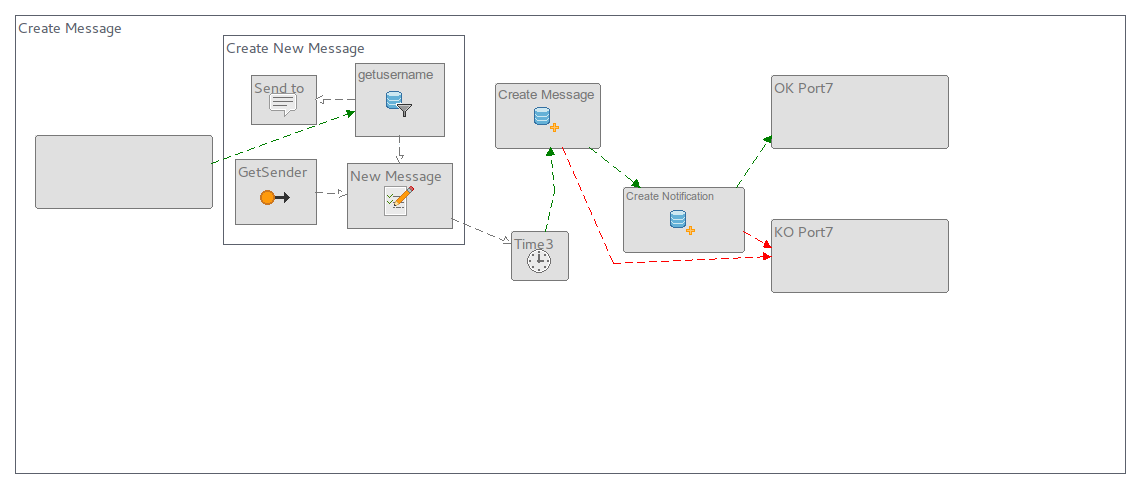 Create Message
Create New Message
Send to
getusername
GetSender
New Message
Time3
Create Message
Create Notification
OK Port7
KO Port7